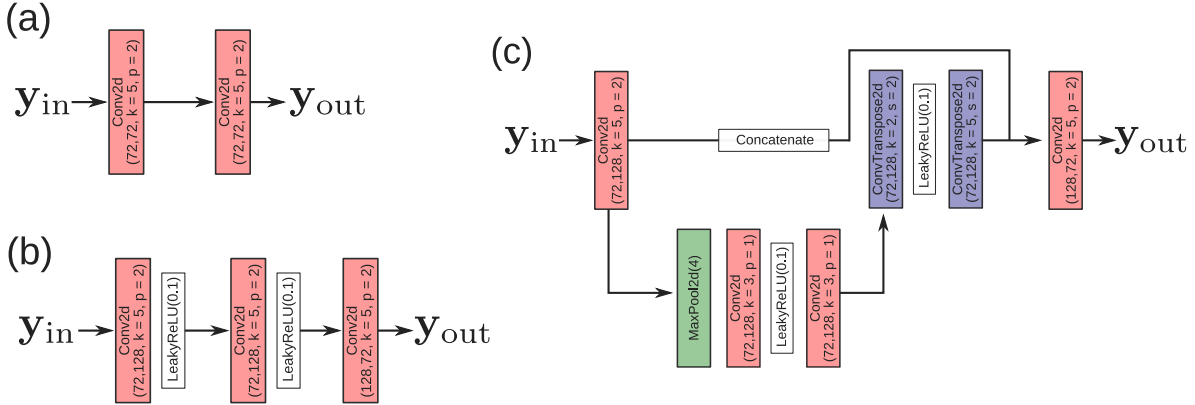 (a)
y_in
Conv2d
(72,72, k = 5, p = 2)
Conv2d
(72,72, k = 5, p = 2)
y_out
(b)
y_in
Conv2d
(72,128, k = 5, p = 2)
LeakyReLU(0.1)
Conv2d
(72,128, k = 5, p = 2)
LeakyReLU(0.1)
Conv2d
(128,72, k = 5, p = 2)
y_out
(c)
y_in
Conv2d
(72,128, k = 5, p = 2)
Concatenate
MaxPool2d(4)
Conv2d
(72,128, k = 3, p = 1)
LeakyReLU(0.1)
Conv2d
(72,128, k = 3, p = 1)
ConvTranspose2d
(72,128, k = 2, s = 2)
LeakyReLU(0.1)
ConvTranspose2d
(72,128, k = 5, s = 2)
Conv2d
(128,72, k = 5, p = 2)
y_out